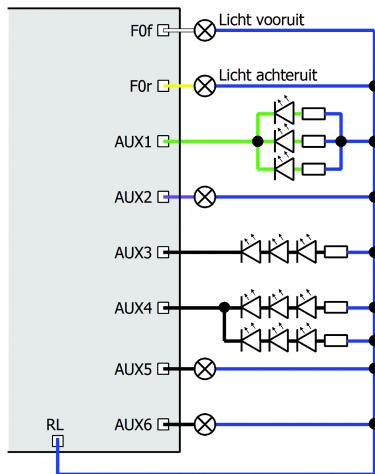 F0f
Licht vooruit
F0r
Licht achteruit
AUX1
AUX2
AUX3
AUX4
AUX5
AUX6
RL